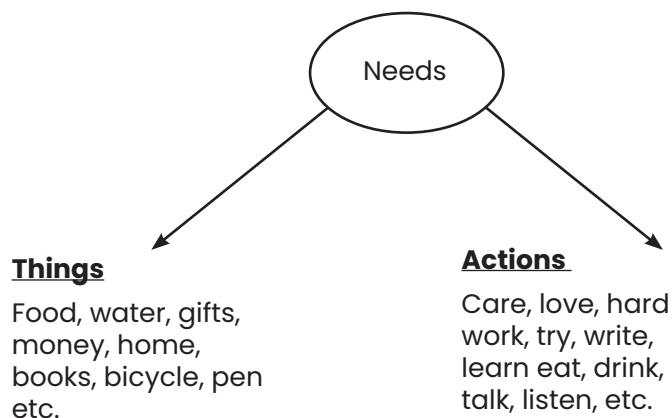 Needs
Things
Food, water, gifts,
money, home,
books, bicycle, pen
etc.
Actions
Care, love, hard
work, try, write,
learn eat, drink,
talk, listen, etc.